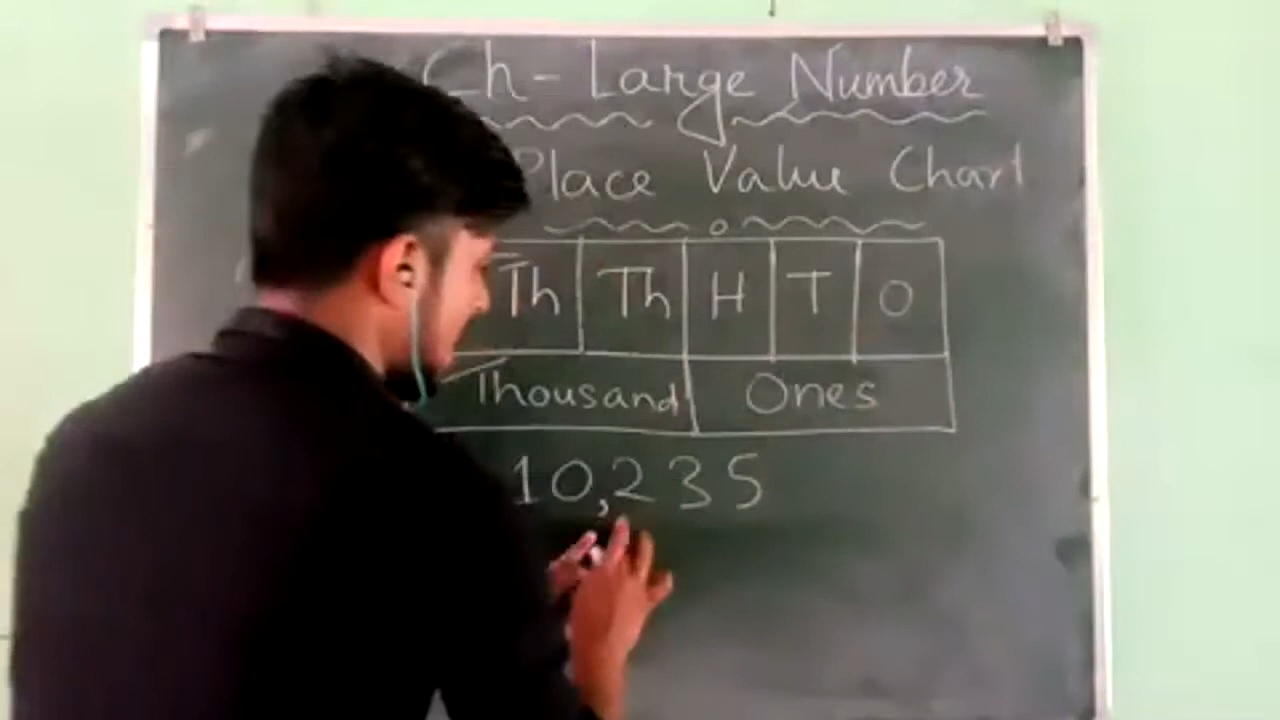 Ch - Large Number
Place Value Chart
Th Th H T O
Thousand Ones
10,235